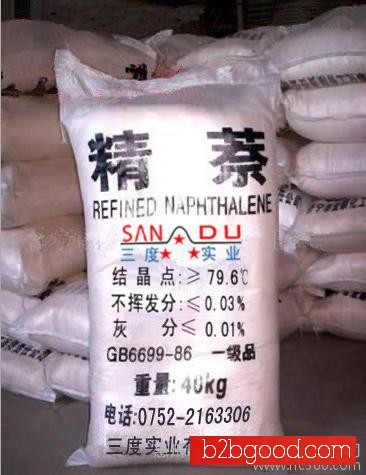 精 萘
REFINED NAPHTHALENE
SAN DU
三度 实业
结 晶 点:≥79.6℃
不挥发分:≤0.03%
灰 分≤0.01%
GB6699-86 一级品
重量:40kg
电话:0752-2163306
三度实业有
b2bgood.com